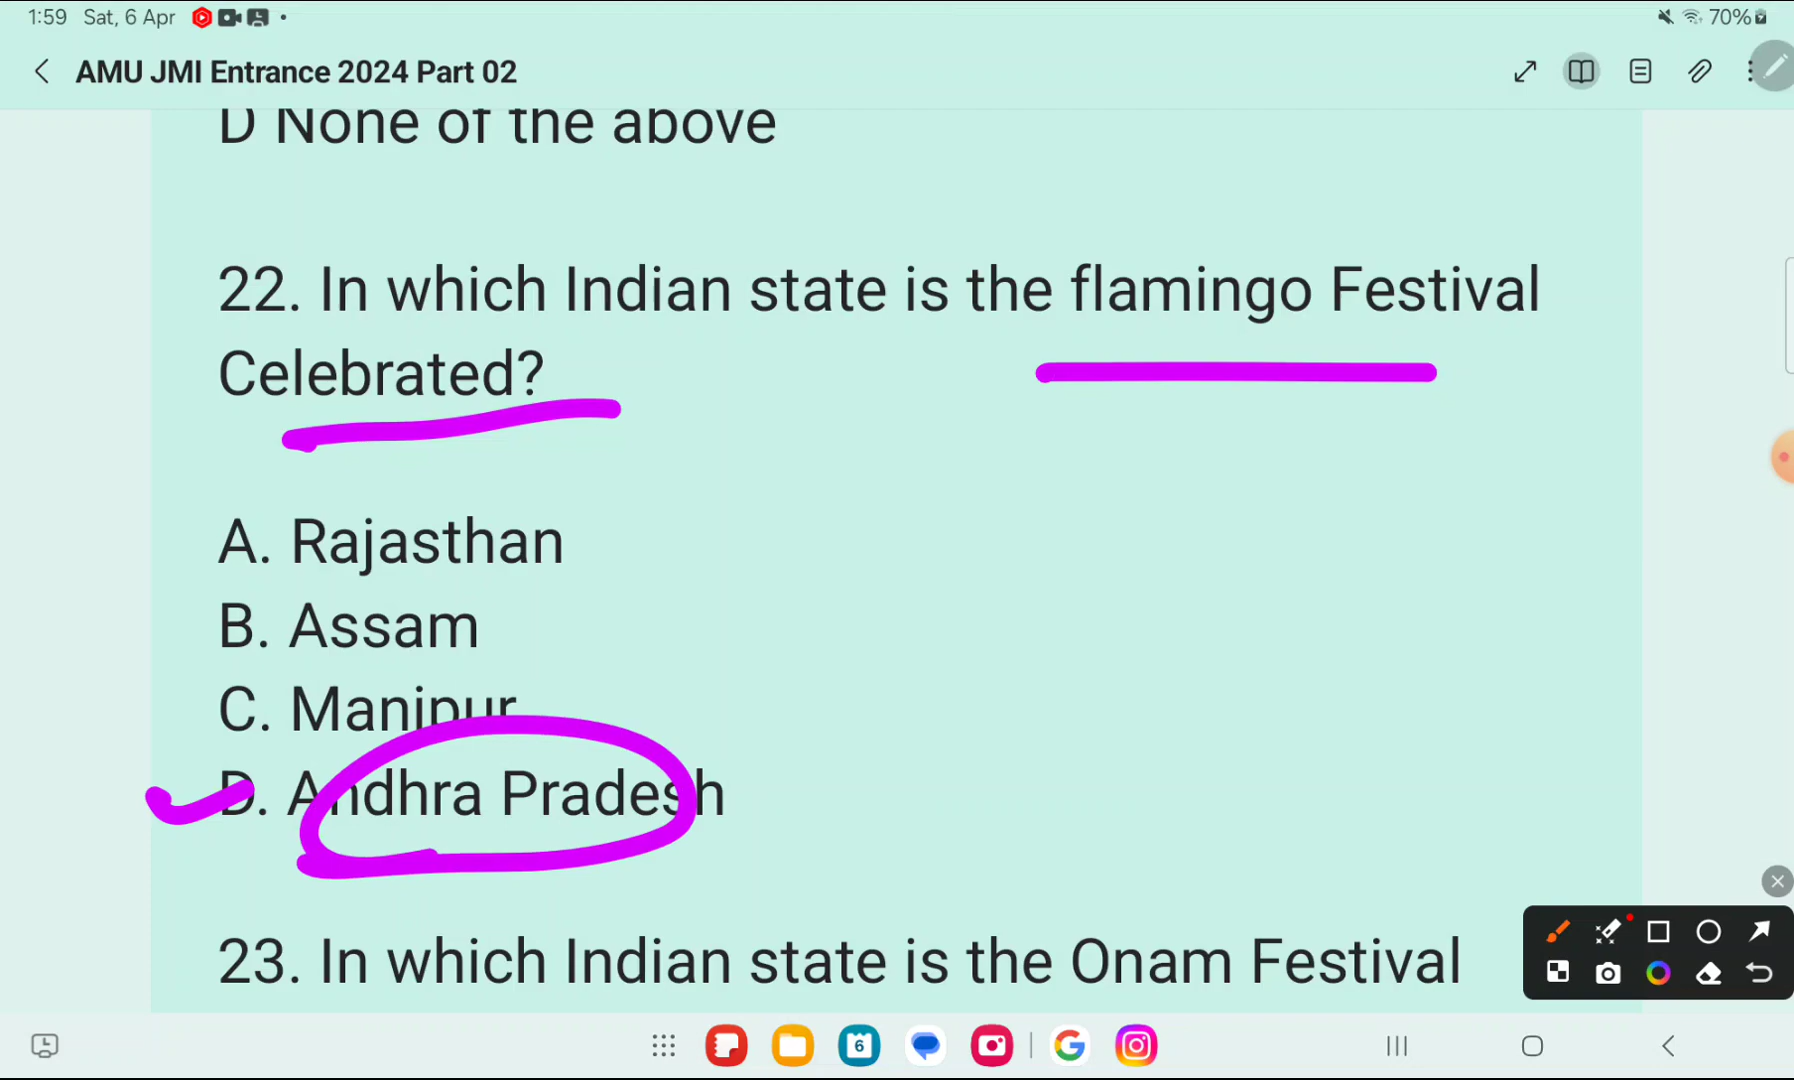 1:59 Sat, 6 Apr
70%
AMU JMI Entrance 2024 Part 02
D None of the above
22. In which Indian state is the flamingo Festival
Celebrated?
A. Rajasthan
B. Assam
C. Manipur
D. Andhra Pradesh
23. In which Indian state is the Onam Festival
6